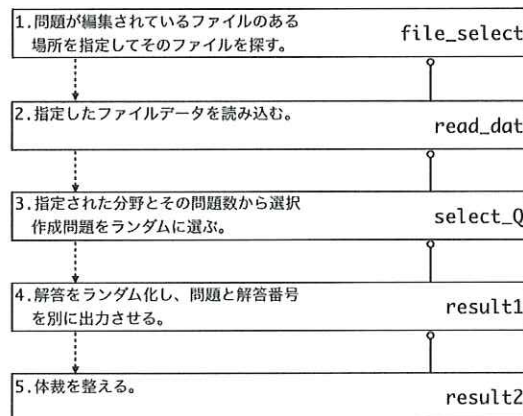 1.問題が編集されているファイルのある
場所を指定してそのファイルを探す。
file_select
2.指定したファイルデータを読み込む。
read_dat
3.指定された分野とその問題数から選択
作成問題をランダムに選ぶ。
select_Q
4.解答をランダム化し、問題と解答番号
を別に出力させる。
result1
5.体裁を整える。
result2